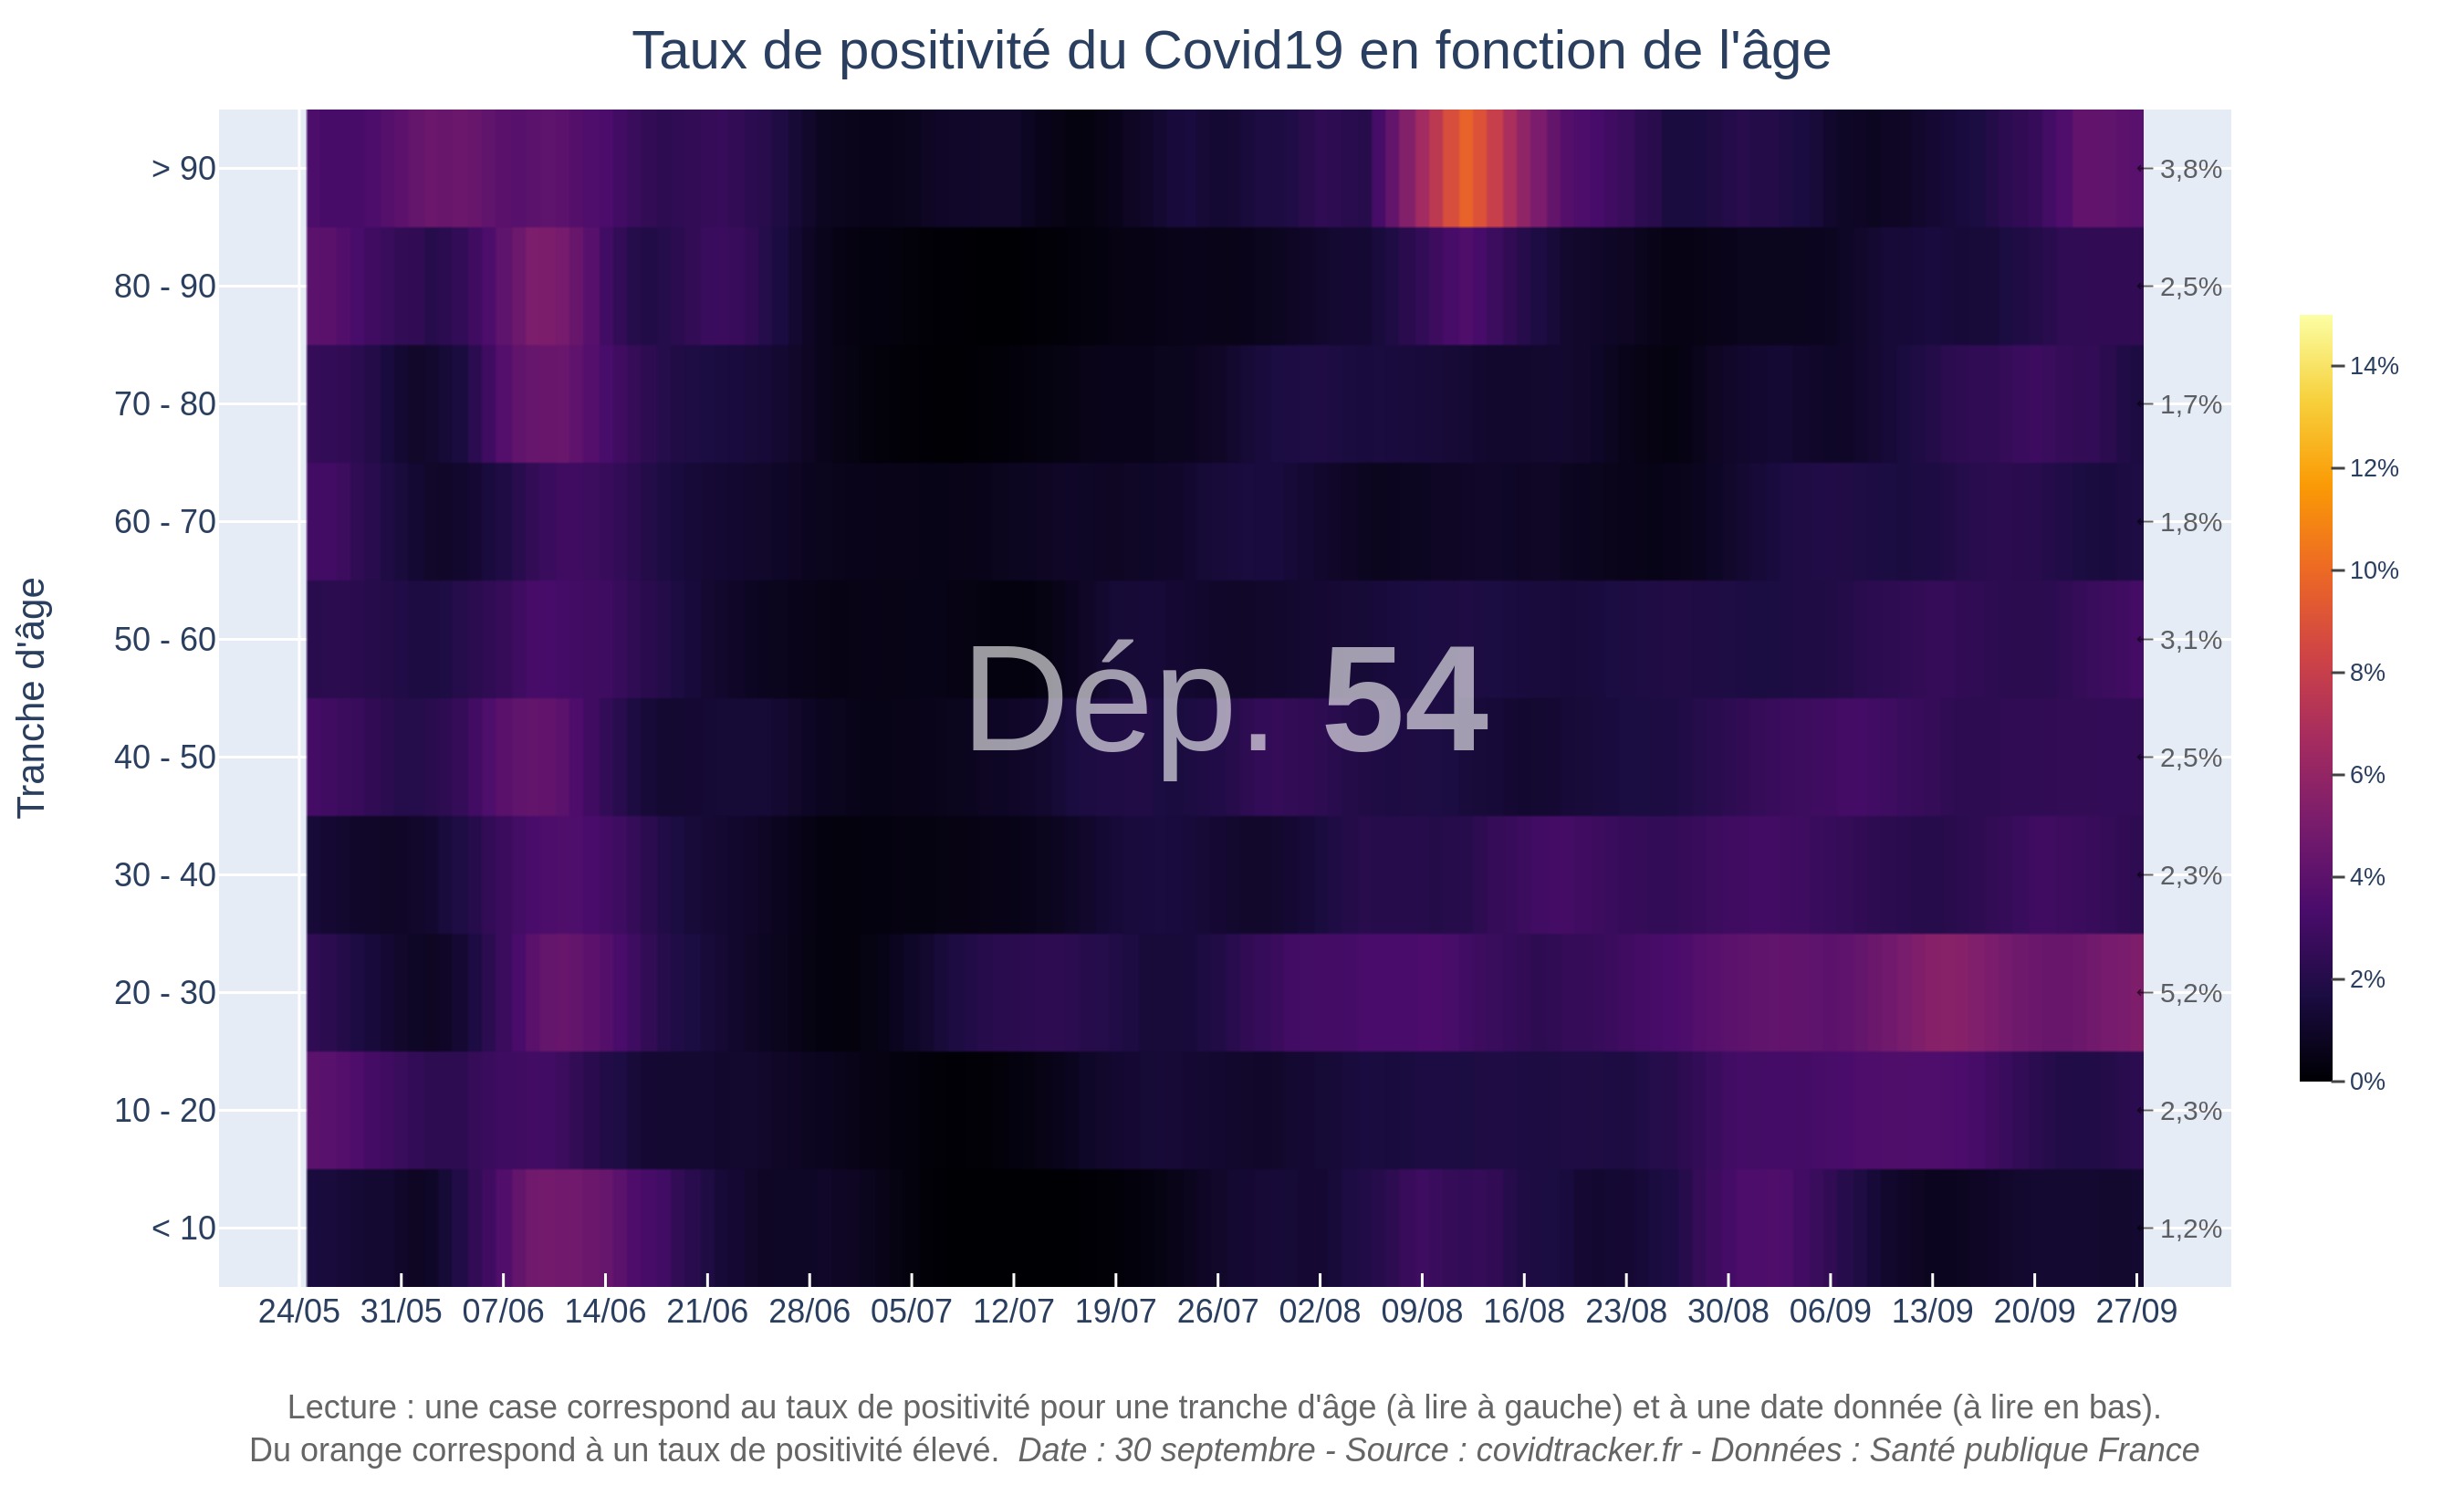 Taux de positivité du Covid19 en fonction de l'âge
Tranche d'âge
> 90
80 - 90
70 - 80
60 - 70
50 - 60
40 - 50
30 - 40
20 - 30
10 - 20
< 10
Dép. 54
3,8%
2,5%
1,7%
1,8%
3,1%
2,5%
2,3%
5,2%
2,3%
1,2%
14%
12%
10%
8%
6%
4%
2%
0%
24/05 31/05 07/06 14/06 21/06 28/06 05/07 12/07 19/07 26/07 02/08 09/08 16/08 23/08 30/08 06/09 13/09 20/09 27/09
Lecture : une case correspond au taux de positivité pour une tranche d'âge (à lire à gauche) et à une date donnée (à lire en bas).
Du orange correspond à un taux de positivité élevé. Date : 30 septembre - Source : covidtracker.fr - Données : Santé publique France